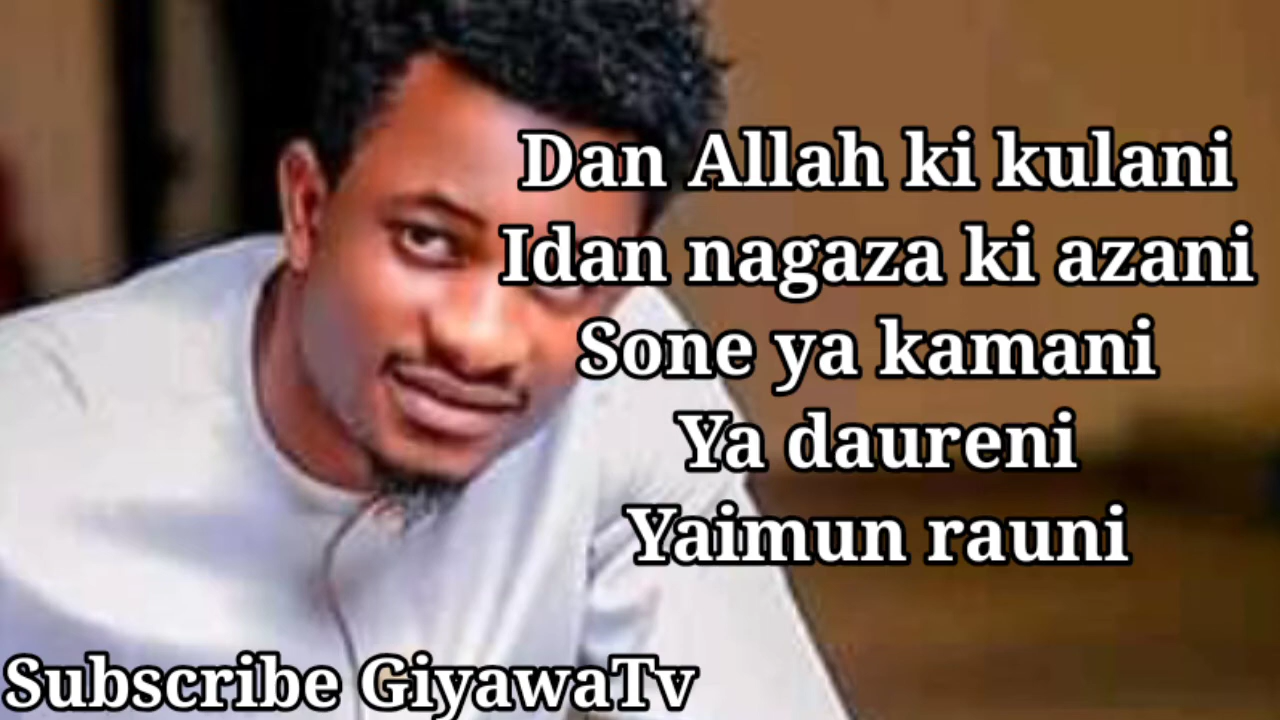 Dan Allah ki kulani
Idan nagaza ki azani
Sone ya kamani
Ya daureni
Yaimun rauni
Subscribe GiyawaTv